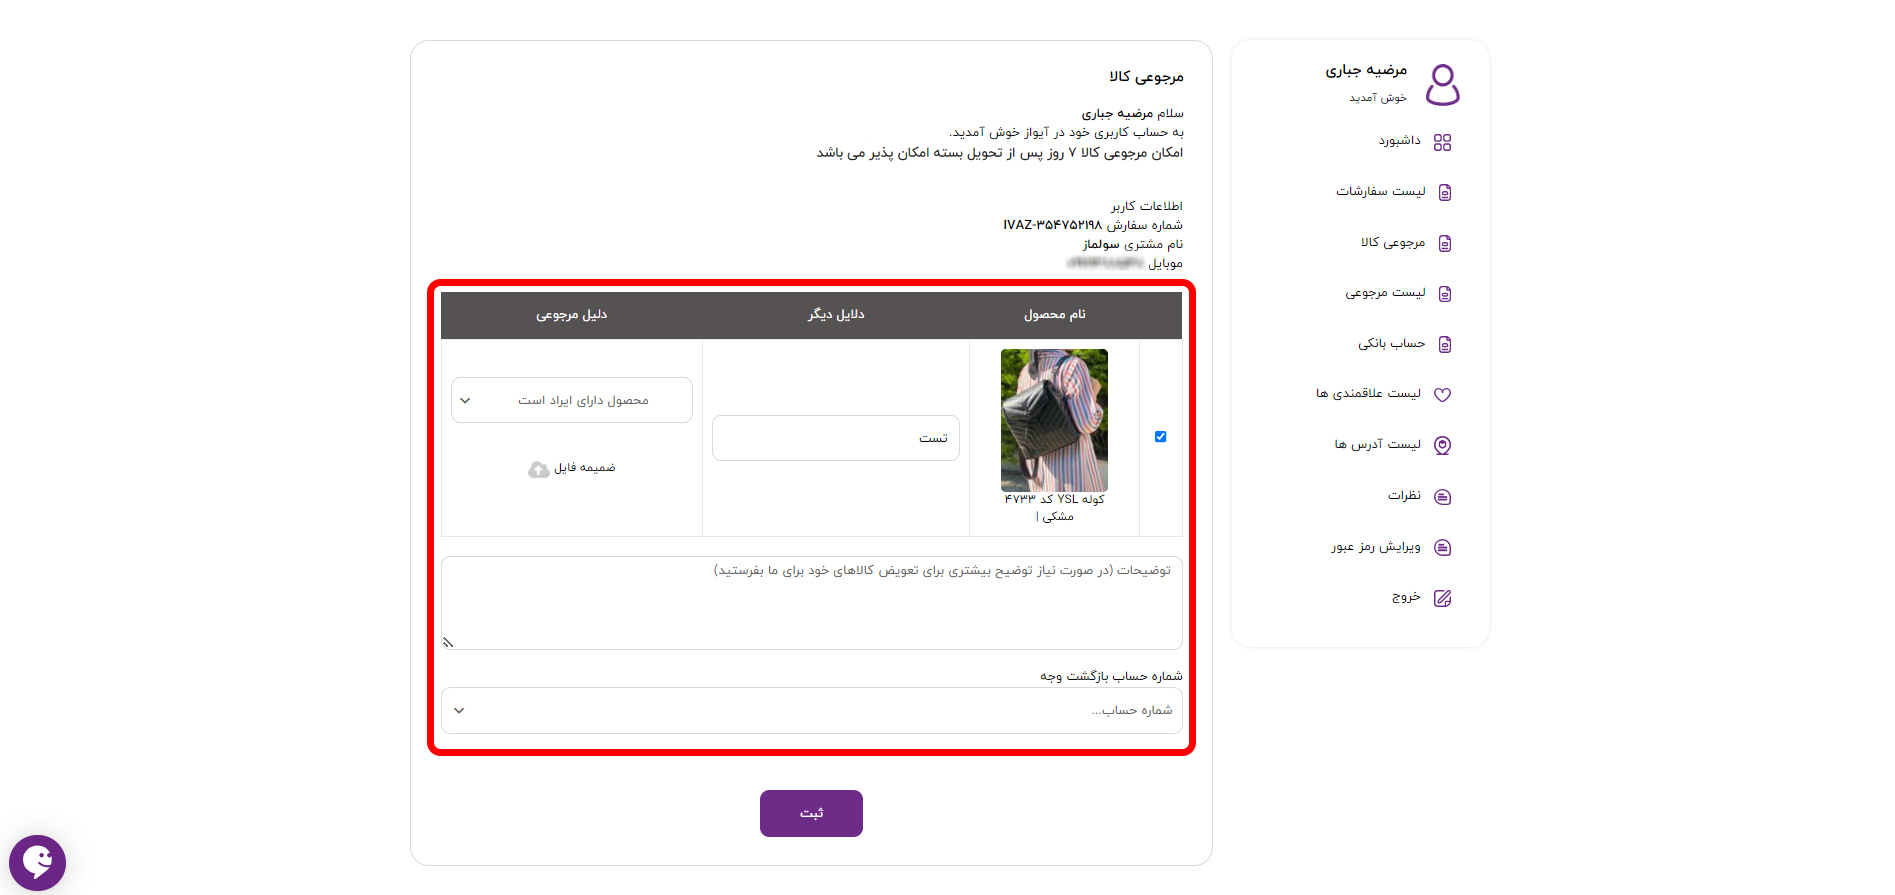 مرضیه جباری
خوش آمدید
داشبورد
لیست سفارشات
مرجوعی کالا
لیست مرجوعی
حساب بانکی
لیست علاقمندی ها
لیست آدرس ها
نظرات
ویرایش رمز عبور
خروج
مرجوعی کالا
سلام مرضیه جباری
به حساب کاربری خود در آیواز خوش آمدید.
امکان مرجوعی کالا ۷ روز پس از تحویل بسته امکان پذیر می باشد
اطلاعات کاربر
شماره سفارش IVAZ-۳۵۴۷۵۲۱۹۸
نام مشتری سولماز
موبایل
نام محصول
دلایل دیگر
دلیل مرجوعی
کوله YSL کد ۴۷۳۳
مشکی |
تست
محصول دارای ایراد است
ضمیمه فایل
توضیحات (در صورت نیاز توضیح بیشتری برای تعویض کالاهای خود برای ما بفرستید)
شماره حساب بازگشت وجه
شماره حساب...
ثبت